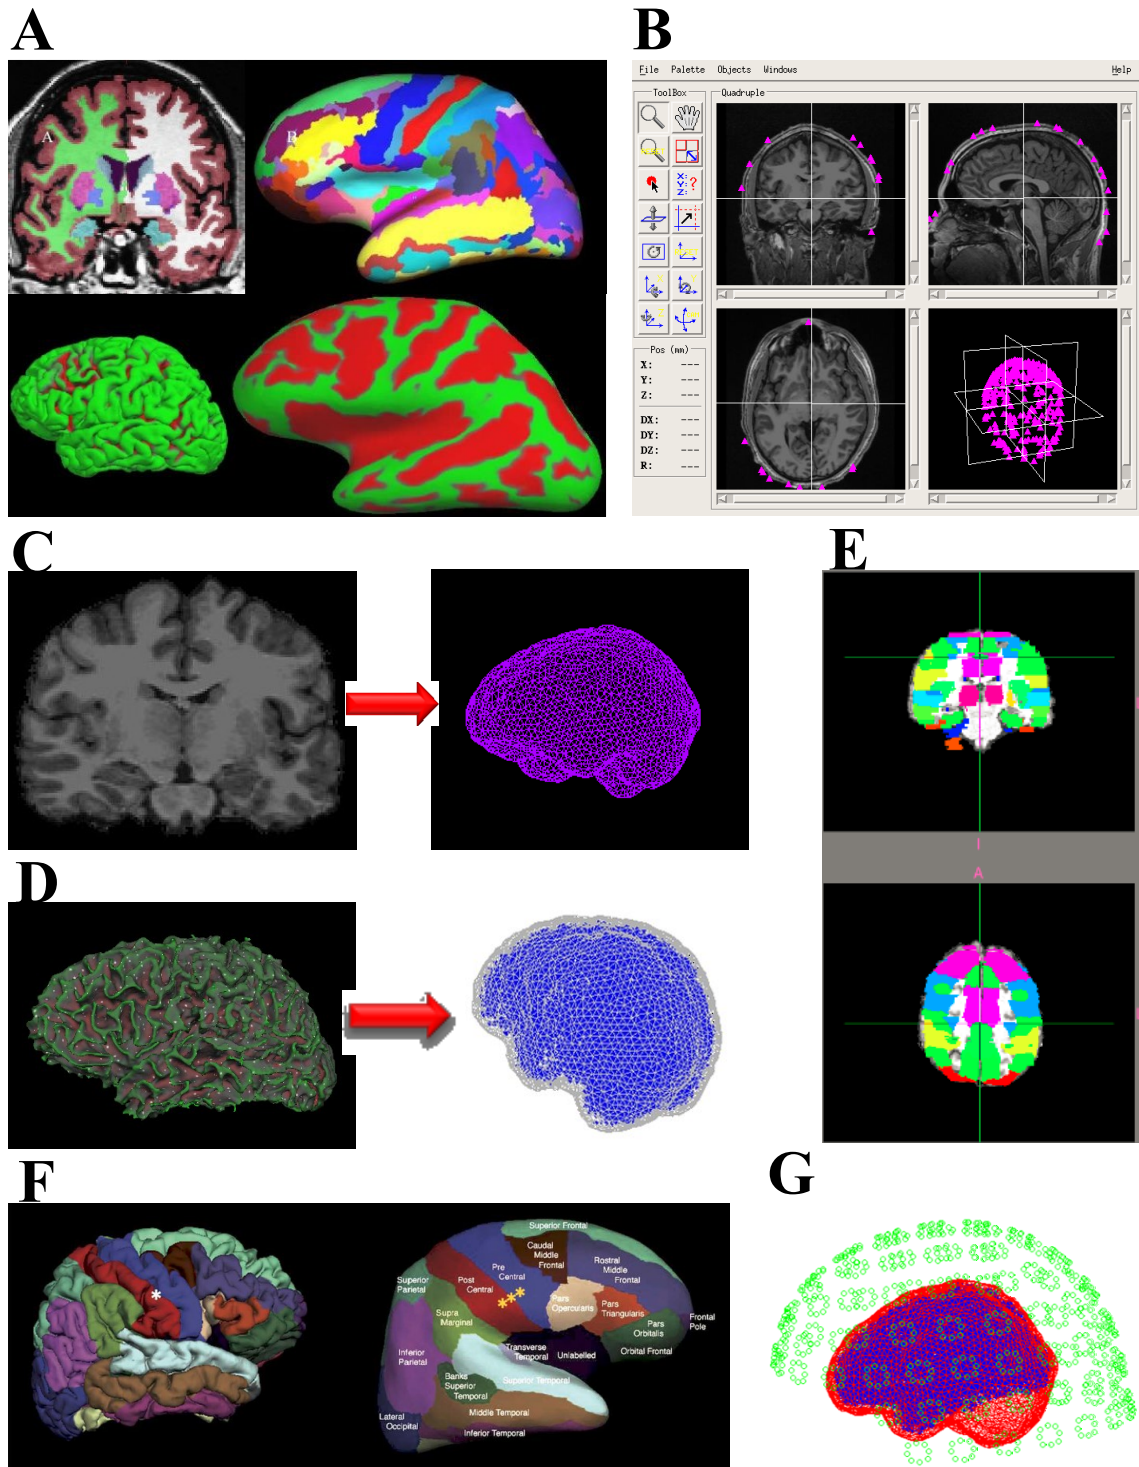 A
B
A
B
File Palette Objects Windows Help
ToolBox
Quadruple
X:
Y: ?
Z:
Pos (mm)
X: ---
Y: ---
Z: ---
DX: ---
DY: ---
DZ: ---
R: ---
C
E
I
A
D
F
G
Superior Frontal
Caudal
Middle
Frontal
Rostral
Middle
Frontal
Pre
Central
Post
Central
Superior
Parietal
Supra
Marginal
Pars
Opercularis
Pars
Triangularis
Pars
Orbitalis
Frontal
Pole
Orbital Frontal
Transverse
Temporal
Unlabelled
Inferior
Parietal
Banks
Superior
Temporal
Superior Temporal
Middle Temporal
Lateral
Occipital
Inferior Temporal